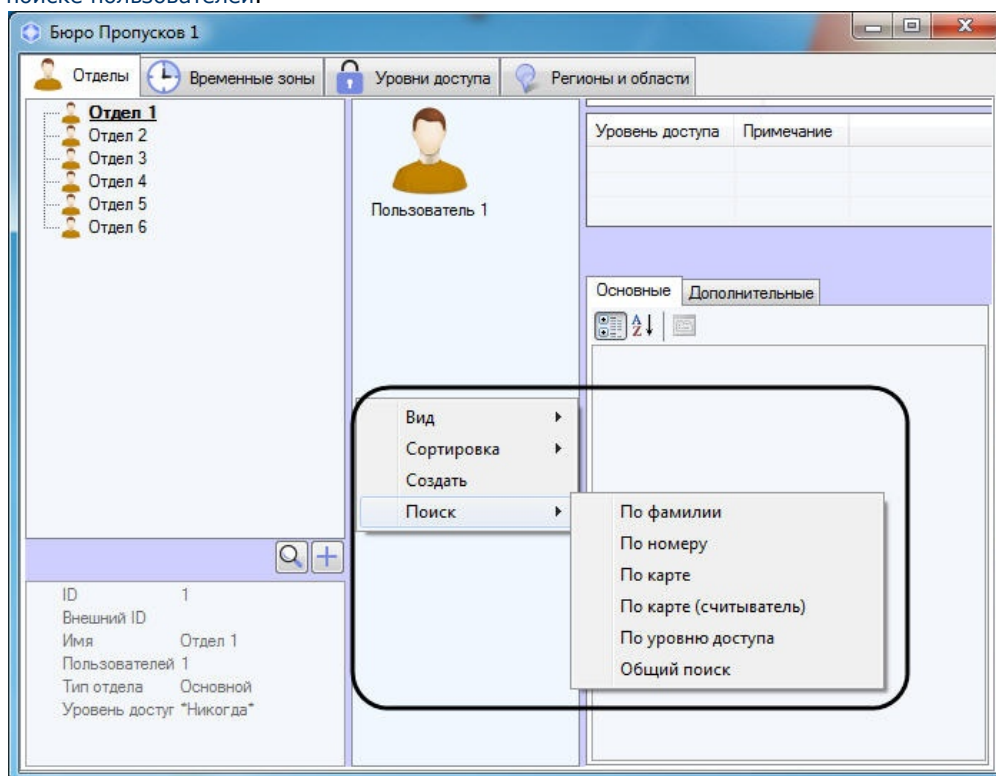 поиске пользователей.
Бюро Пропусков 1
Отделы Временные зоны Уровни доступа Регионы и области
Отдел 1
Отдел 2
Отдел 3
Отдел 4
Отдел 5
Отдел 6
Пользователь 1
Уровень доступа Примечание
Основные Дополнительные
Вид
Сортировка
Создать
Поиск
По фамилии
По номеру
По карте
По карте (считыватель)
По уровню доступа
Общий поиск
ID 1
Внешний ID
Имя Отдел 1
Пользователей 1
Тип отдела Основной
Уровень доступ "Никогда"